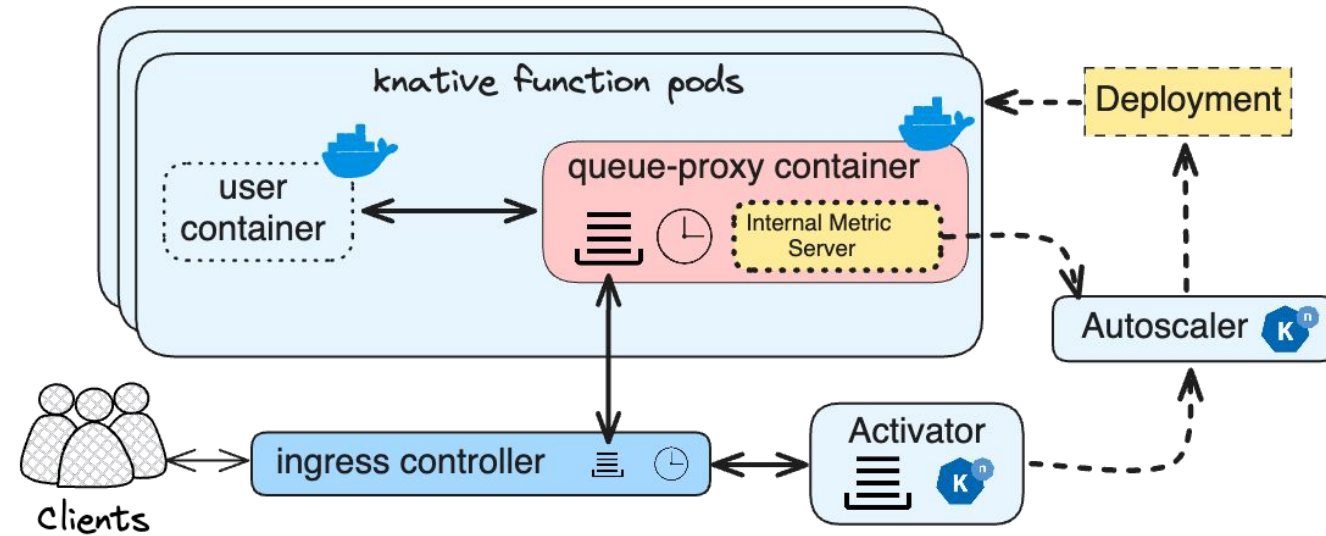 knative function pods
Deployment
user
container
queue-proxy container
Internal Metric
Server
Autoscaler
K
n
Activator
K
n
ingress controller
Clients